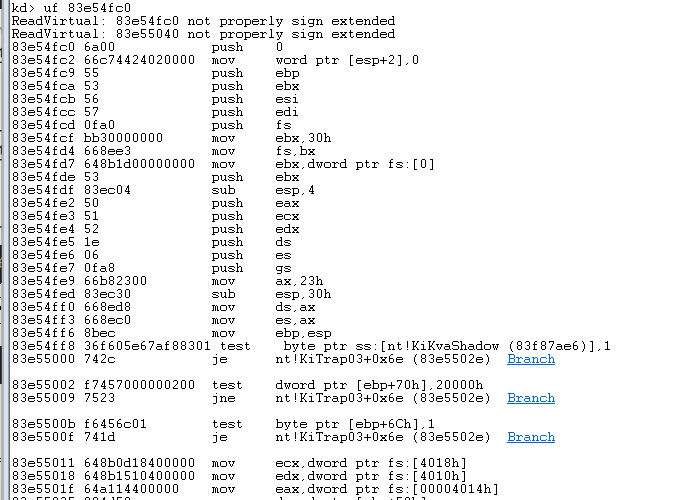 kd> uf 83e54fc0
ReadVirtual: 83e54fc0 not properly sign extended
ReadVirtual: 83e55040 not properly sign extended
83e54fc0 6a00 push 0
83e54fc2 66c74424020000 mov word ptr [esp+2],0
83e54fc9 55 push ebp
83e54fca 53 push ebx
83e54fcb 56 push esi
83e54fcc 57 push edi
83e54fcd 0fa0 push fs
83e54fcf bb30000000 mov ebx,30h
83e54fd4 668ee3 mov fs,bx
83e54fd7 648b1d00000000 mov ebx,dword ptr fs:[0]
83e54fde 53 push ebx
83e54fdf 83ec04 sub esp,4
83e54fe2 50 push eax
83e54fe3 51 push ecx
83e54fe4 52 push edx
83e54fe5 1e push ds
83e54fe6 06 push es
83e54fe7 0fa8 push gs
83e54fe9 66b82300 mov ax,23h
83e54fed 83ec30 sub esp,30h
83e54ff0 668ed8 mov ds,ax
83e54ff3 668ec0 mov es,ax
83e54ff6 8bec mov ebp,esp
83e54ff8 36f605e67af88301 test byte ptr ss:[nt!KiKvaShadow (83f87ae6)],1
83e55000 742c je nt!KiTrap03+0x6e (83e5502e) Branch
83e55002 f7457000000200 test dword ptr [ebp+70h],20000h
83e55009 7523 jne nt!KiTrap03+0x6e (83e5502e) Branch
83e5500b f6456c01 test byte ptr [ebp+6Ch],1
83e5500f 741d je nt!KiTrap03+0x6e (83e5502e) Branch
83e55011 648b0d18400000 mov ecx,dword ptr fs:[4018h]
83e55018 648b1510400000 mov edx,dword ptr fs:[4010h]
83e5501f 64a114400000 mov eax,dword ptr fs:[00004014h]